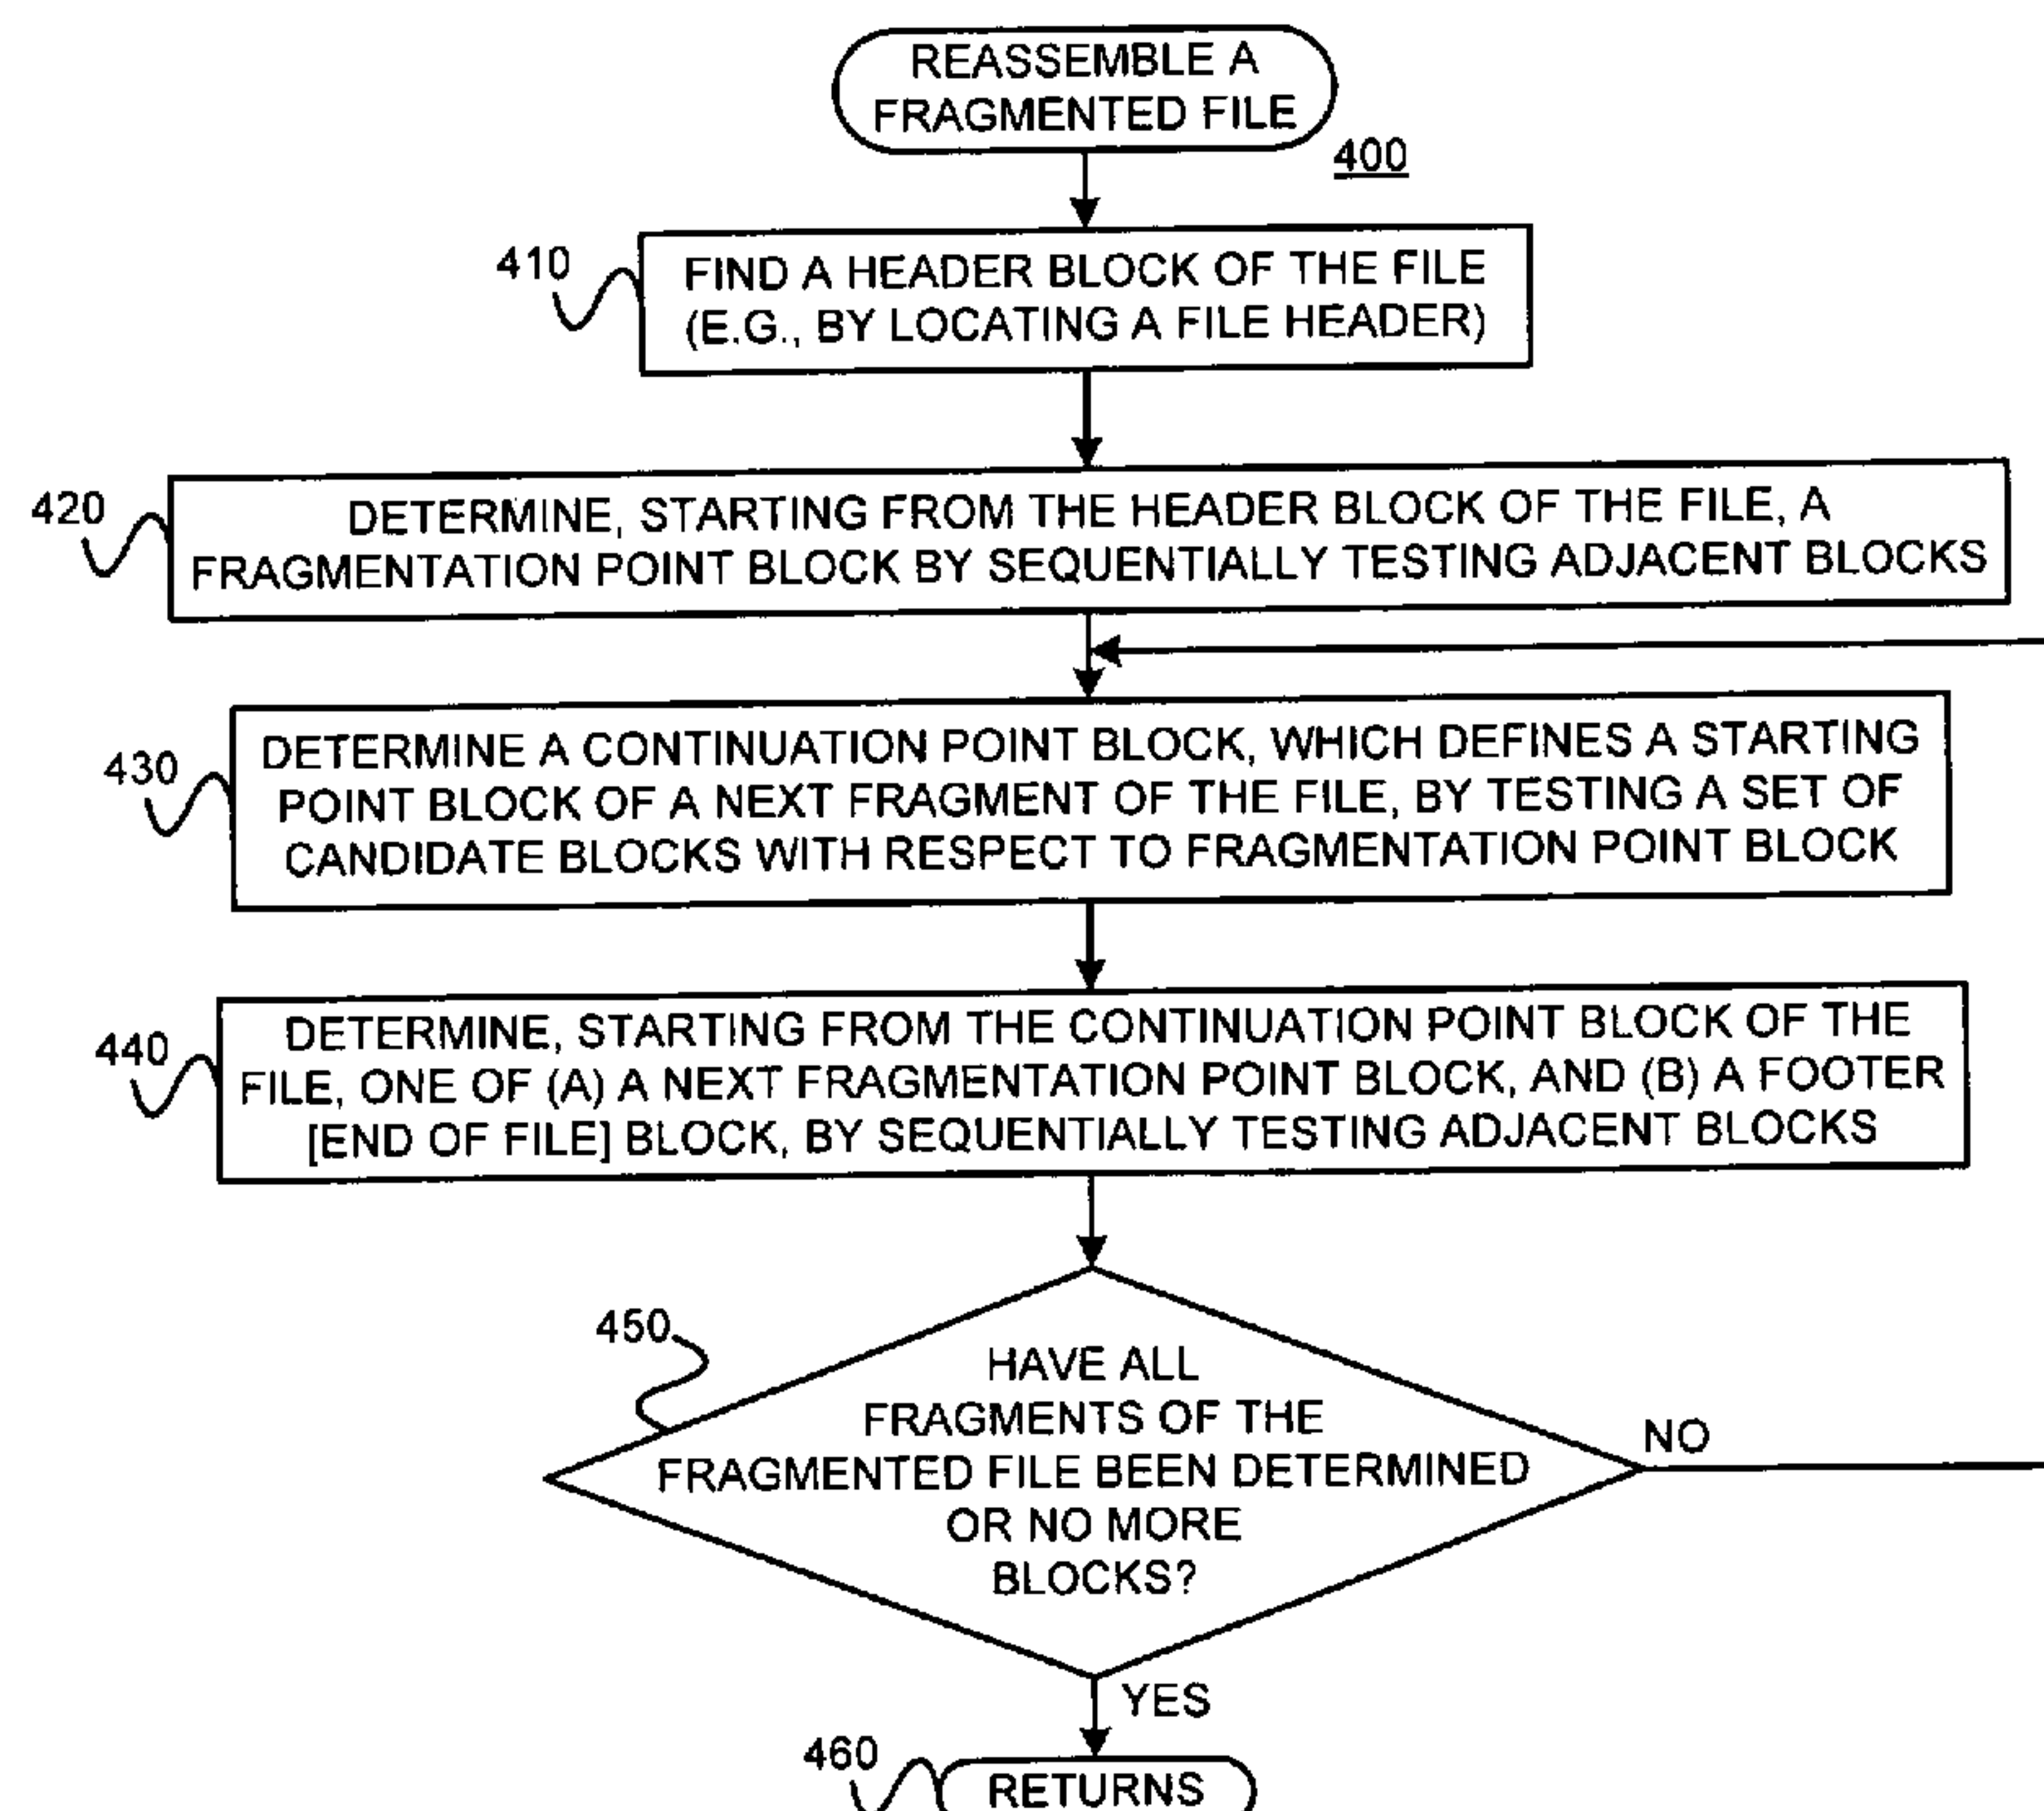 REASSEMBLE A
FRAGMENTED FILE
400
410
FIND A HEADER BLOCK OF THE FILE
(E.G., BY LOCATING A FILE HEADER)
420
DETERMINE, STARTING FROM THE HEADER BLOCK OF THE FILE, A
FRAGMENTATION POINT BLOCK BY SEQUENTIALLY TESTING ADJACENT BLOCKS
430
DETERMINE A CONTINUATION POINT BLOCK, WHICH DEFINES A STARTING
POINT BLOCK OF A NEXT FRAGMENT OF THE FILE, BY TESTING A SET OF
CANDIDATE BLOCKS WITH RESPECT TO FRAGMENTATION POINT BLOCK
440
DETERMINE, STARTING FROM THE CONTINUATION POINT BLOCK OF THE
FILE, ONE OF (A) A NEXT FRAGMENTATION POINT BLOCK, AND (B) A FOOTER
[END OF FILE] BLOCK, BY SEQUENTIALLY TESTING ADJACENT BLOCKS
450
HAVE ALL
FRAGMENTS OF THE
FRAGMENTED FILE BEEN DETERMINED
OR NO MORE
BLOCKS?
NO
YES
460
RETURNS